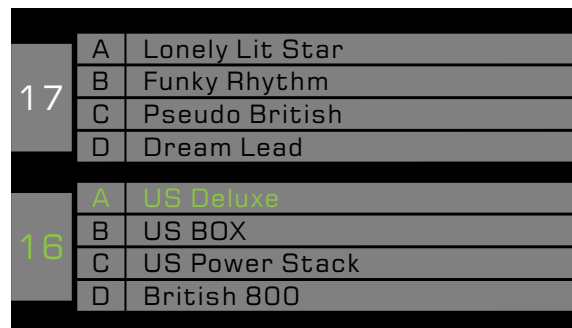 17
A Lonely Lit Star
B Funky Rhythm
C Pseudo British
D Dream Lead
16
A US Deluxe
B US BOX
C US Power Stack
D British 800